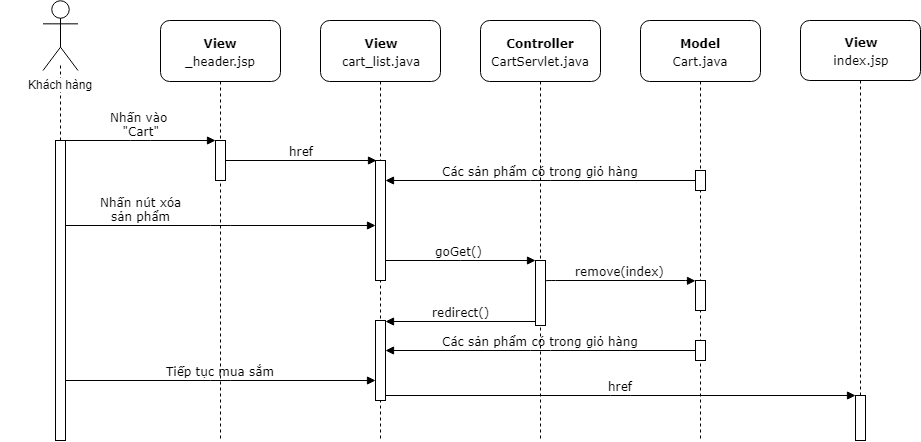 View
_header.jsp
View
cart_list.java
Controller
CartServlet.java
Model
Cart.java
View
index.jsp
Khách hàng
Nhấn vào
"Cart"
href
Các sản phẩm có trong giỏ hàng
Nhấn nút xóa
sản phẩm
goGet()
remove(index)
redirect()
Các sản phẩm có trong giỏ hàng
Tiếp tục mua sắm
href